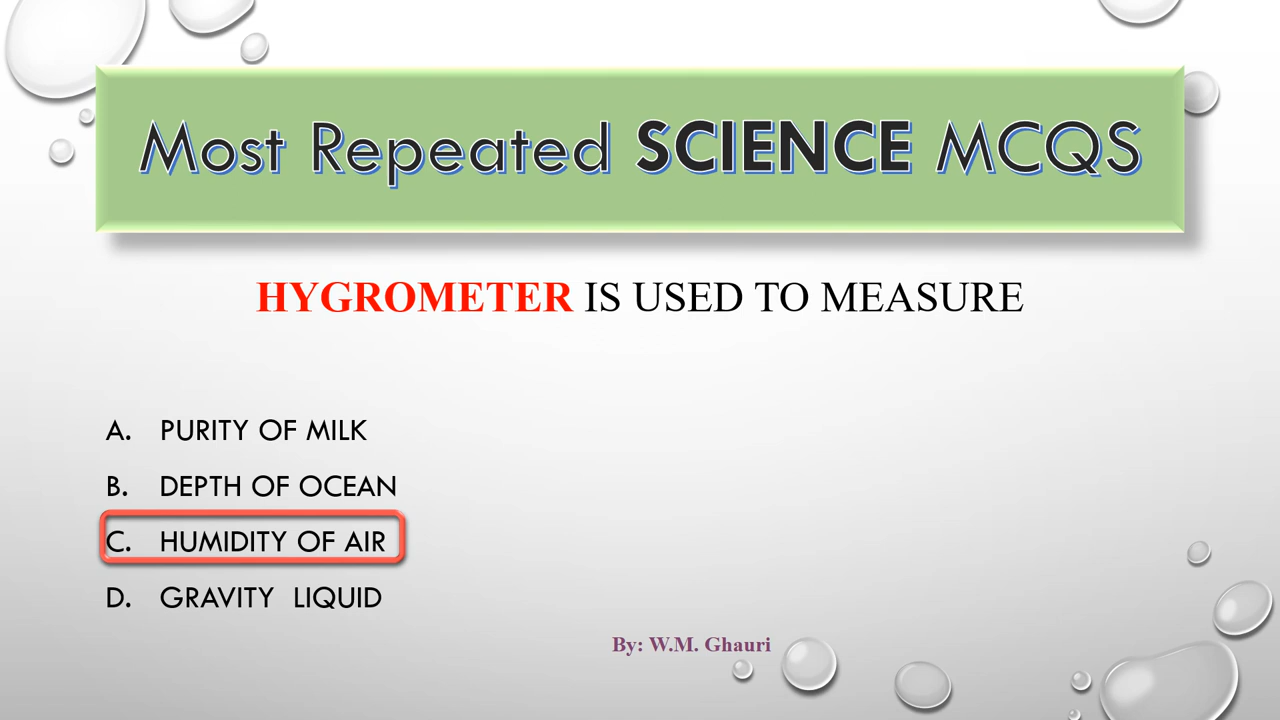 Most Repeated SCIENCE MCQS
HYGROMETER IS USED TO MEASURE
A. PURITY OF MILK
B. DEPTH OF OCEAN
C. HUMIDITY OF AIR
D. GRAVITY LIQUID
By: W.M. Ghauri